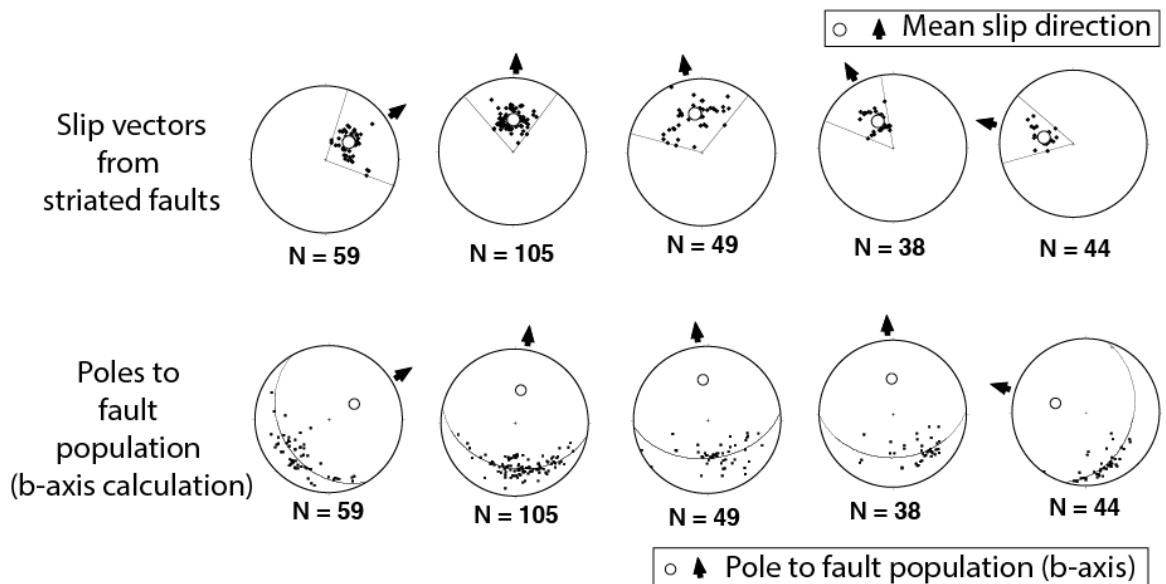 Mean slip direction
Slip vectors
from
striated faults
N = 59
N = 105
N = 49
N = 38
N = 44
Poles to
fault
population
(b-axis calculation)
N = 59
N = 105
N = 49
N = 38
N = 44
Pole to fault population (b-axis)